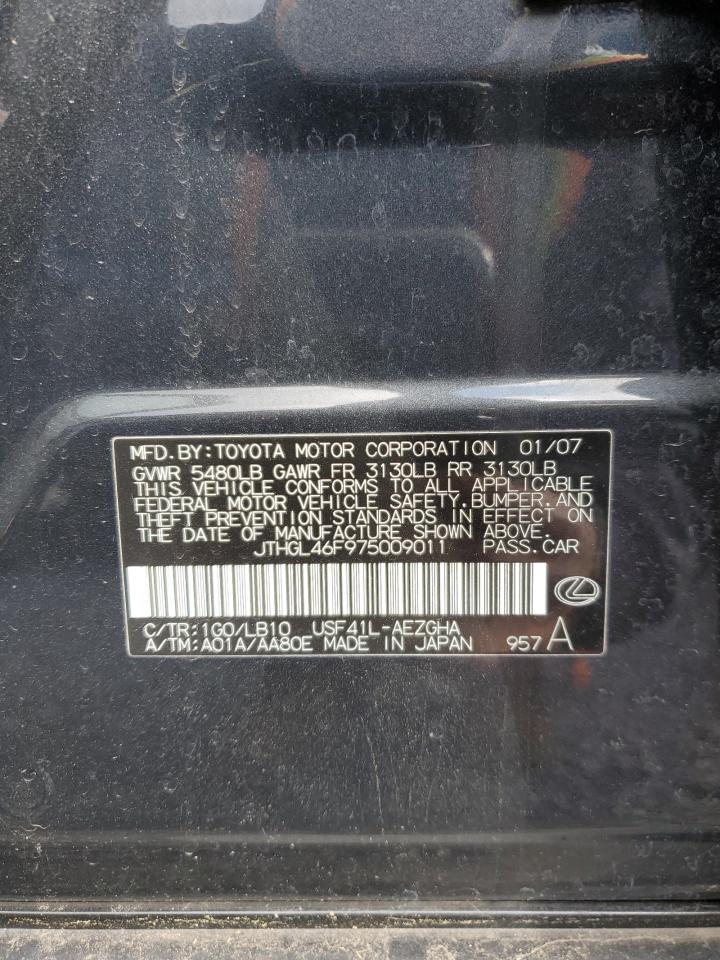 MFD.BY:TOYOTA MOTOR CORPORATION 01/07
GVWR 5480LB GAWR FR 3130LB RR 3130LB
THIS VEHICLE CONFORMS TO ALL APPLICABLE
FEDERAL MOTOR VEHICLE SAFETY,BUMPER,AND
THEFT PREVENTION STANDARDS IN EFFECT ON
THE DATE OF MANUFACTURE SHOWN ABOVE.
JTHGL46F975009011 PASS.CAR
C/TR:1G0/LB10 USF41L-AEZGHA
A/TM:A01A/AA80E MADE IN JAPAN 957A